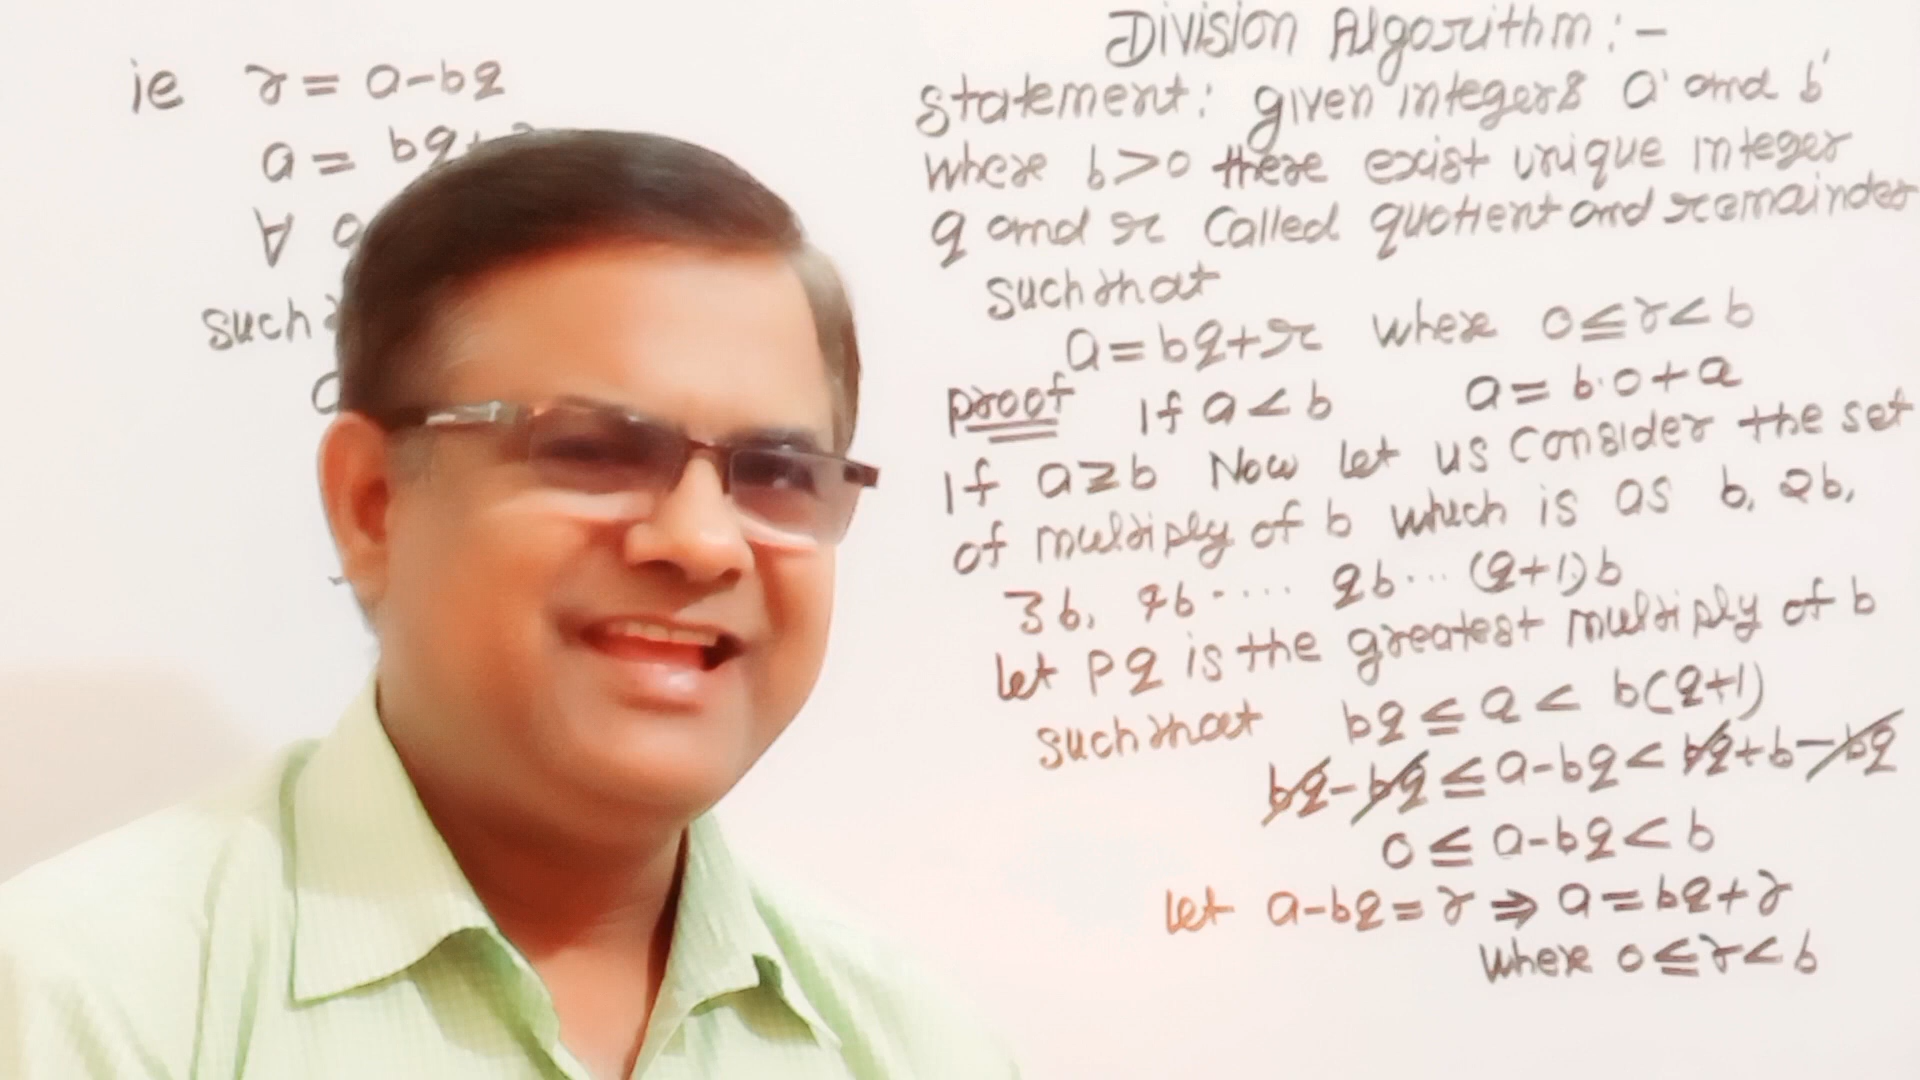 ie r = a-bq
a = bq+
∀ a
such
Division Algorithm :-
Statement: given integers 'a' and b'
where b>0 there exist unique integer
q and r Called quotient and remainder
such that
a=bq+r where 0≤r<b
Proof If a<b a= b.0+a
If a≥b Now let us Consider the set
of multiply of b which is as b, 2b,
3b, 4b ..... qb ... (q+1)b
let pq is the greatest multiply of b
such that bq ≤ a < b(q+1)
bq-bq ≤ a-bq < bq+b-bq
0 ≤ a-bq < b
let a-bq = r ⇒ a = bq+r
where 0≤r<b